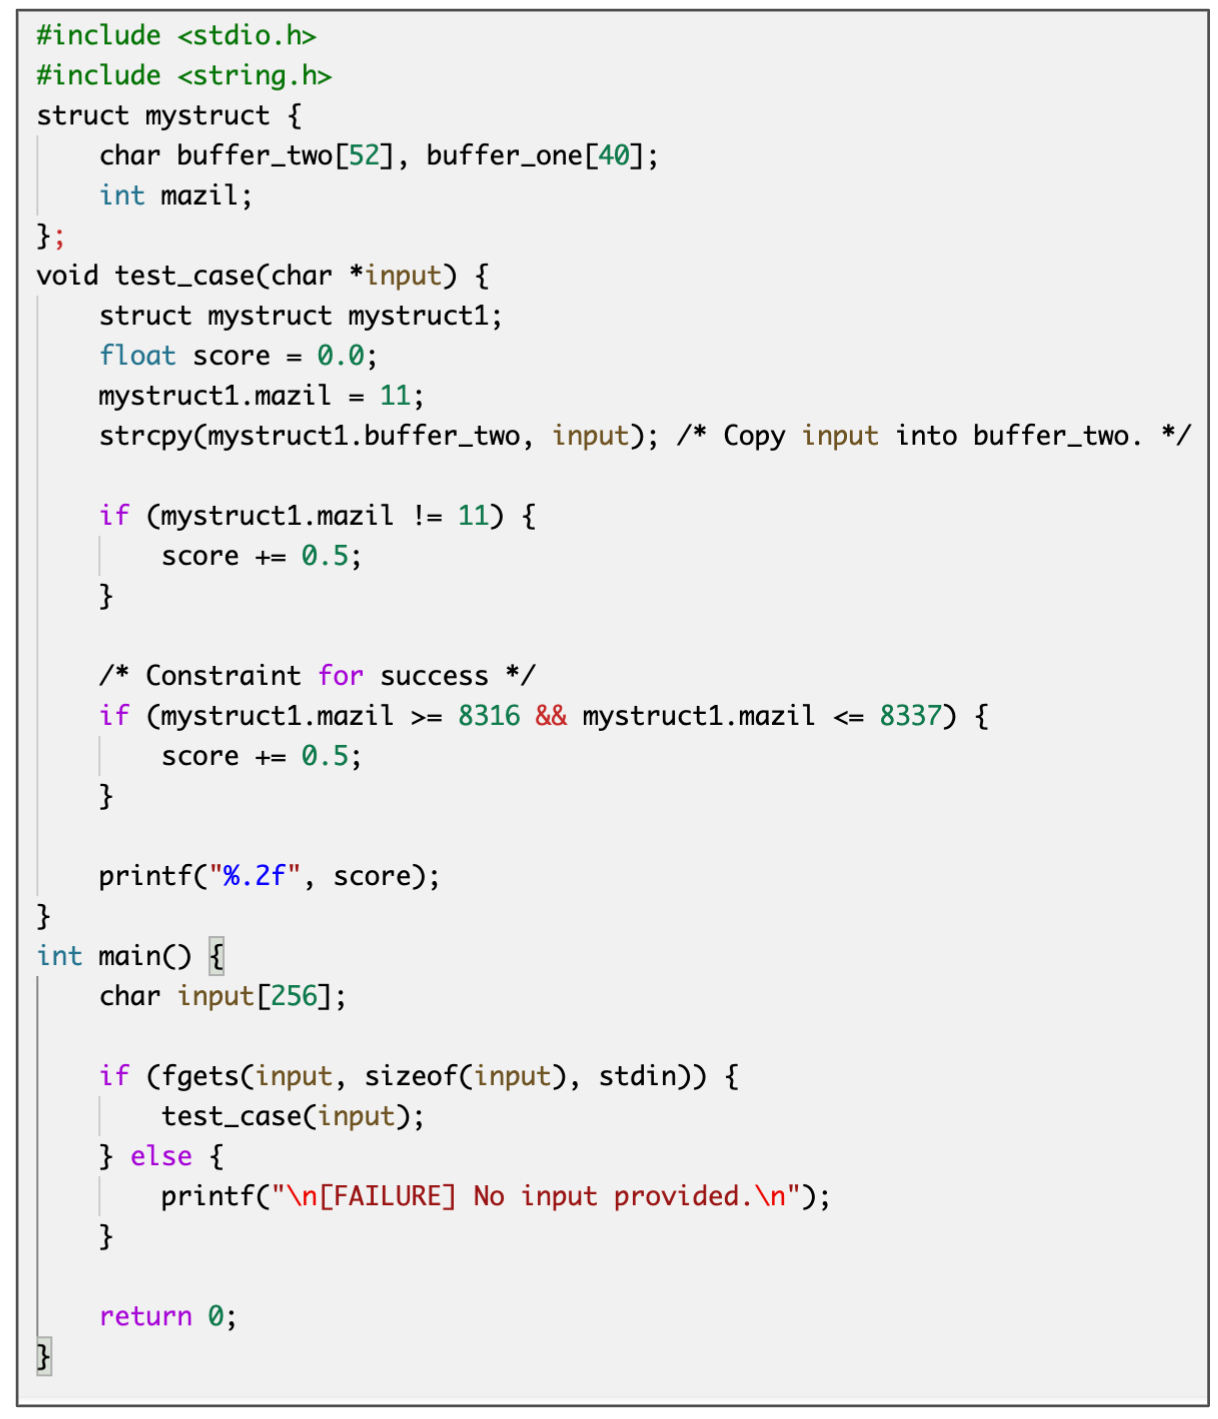 #include <stdio.h>
#include <string.h>
struct mystruct {
    char buffer_two[52], buffer_one[40];
    int mazil;
};
void test_case(char *input) {
    struct mystruct mystruct1;
    float score = 0.0;
    mystruct1.mazil = 11;
    strcpy(mystruct1.buffer_two, input); /* Copy input into buffer_two. */

    if (mystruct1.mazil != 11) {
        score += 0.5;
    }

    /* Constraint for success */
    if (mystruct1.mazil >= 8316 && mystruct1.mazil <= 8337) {
        score += 0.5;
    }

    printf("%.2f", score);
}
int main() {
    char input[256];

    if (fgets(input, sizeof(input), stdin)) {
        test_case(input);
    } else {
        printf("\n[FAILURE] No input provided.\n");
    }

    return 0;
}